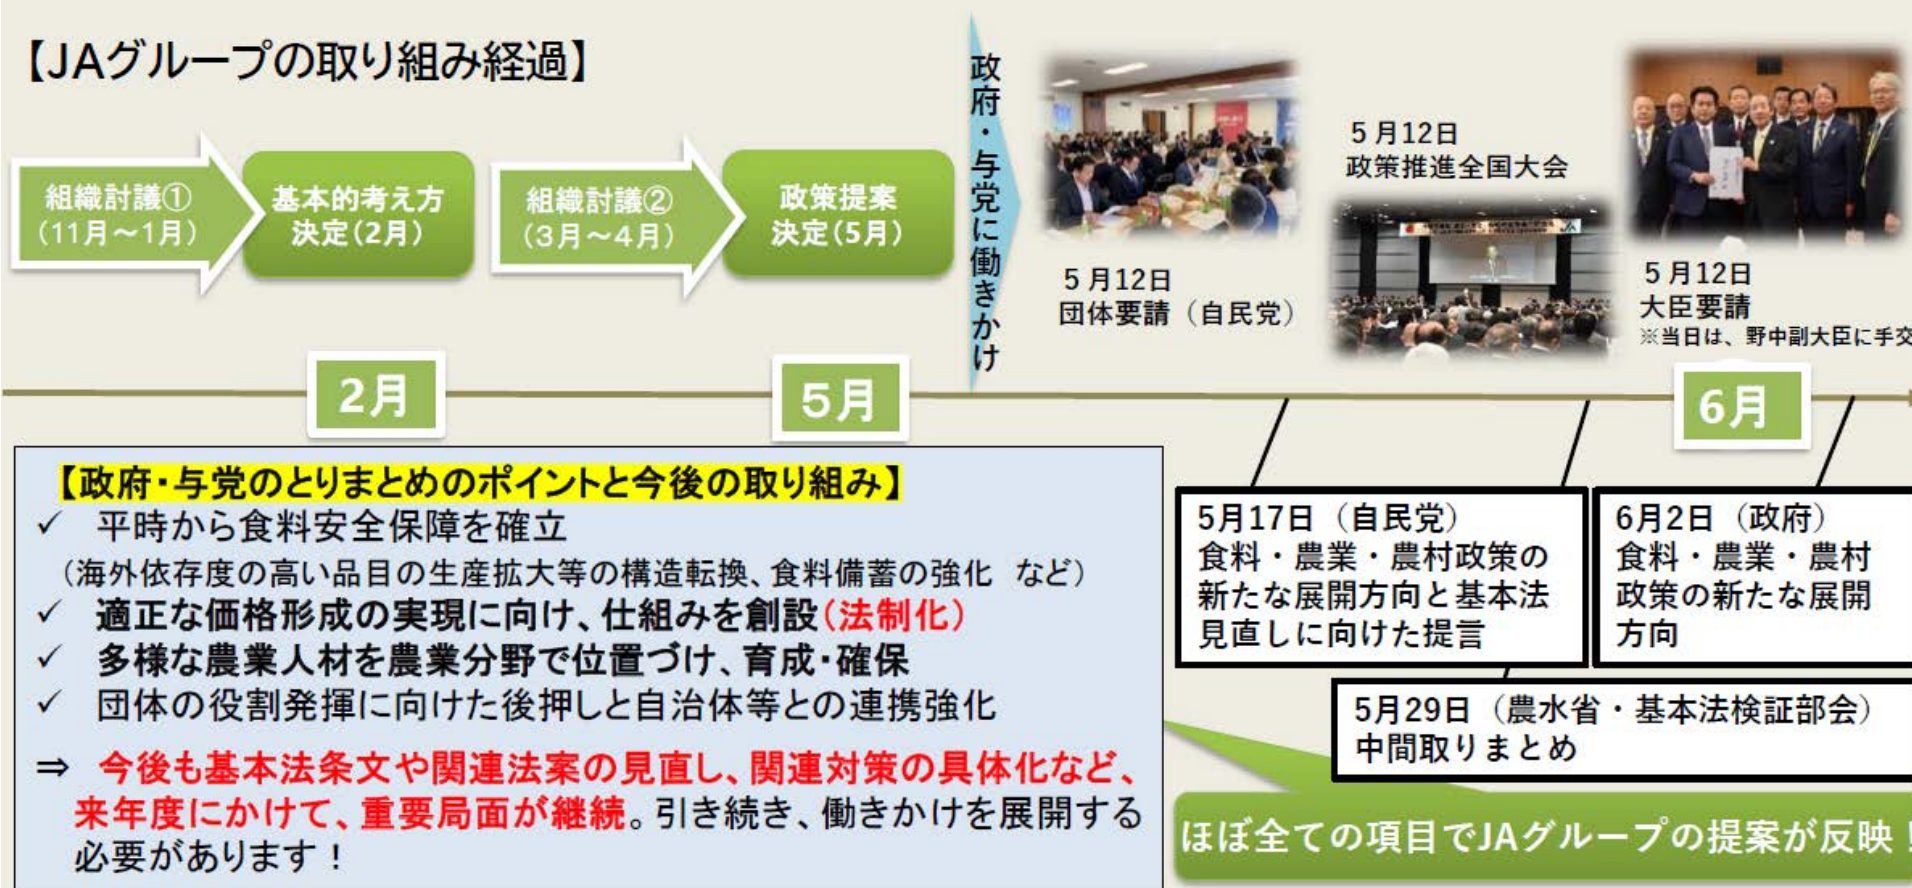 【JAグループの取り組み経過】
組織討議①
(11月~1月)
基本的考え方
決定(2月)
組織討議②
(3月~4月)
政策提案
決定(5月)
政府・与党に働きかけ
5月12日
団体要請(自民党)
5月12日
政策推進全国大会
5月12日
大臣要請
※当日は、野中副大臣に手交
2月
5月
6月
【政府・与党のとりまとめのポイントと今後の取り組み】
✓ 平時から食料安全保障を確立
(海外依存度の高い品目の生産拡大等の構造転換、食料備蓄の強化 など)
✓ 適正な価格形成の実現に向け、仕組みを創設(法制化)
✓ 多様な農業人材を農業分野で位置づけ、育成・確保
✓ 団体の役割発揮に向けた後押しと自治体等との連携強化
⇒ 今後も基本法条文や関連法案の見直し、関連対策の具体化など、
来年度にかけて、重要局面が継続。引き続き、働きかけを展開する
必要があります!
5月17日(自民党)
食料・農業・農村政策の
新たな展開方向と基本法
見直しに向けた提言
6月2日(政府)
食料・農業・農村
政策の新たな展開
方向
5月29日(農水省・基本法検証部会)
中間取りまとめ
ほぼ全ての項目でJAグループの提案が反映!